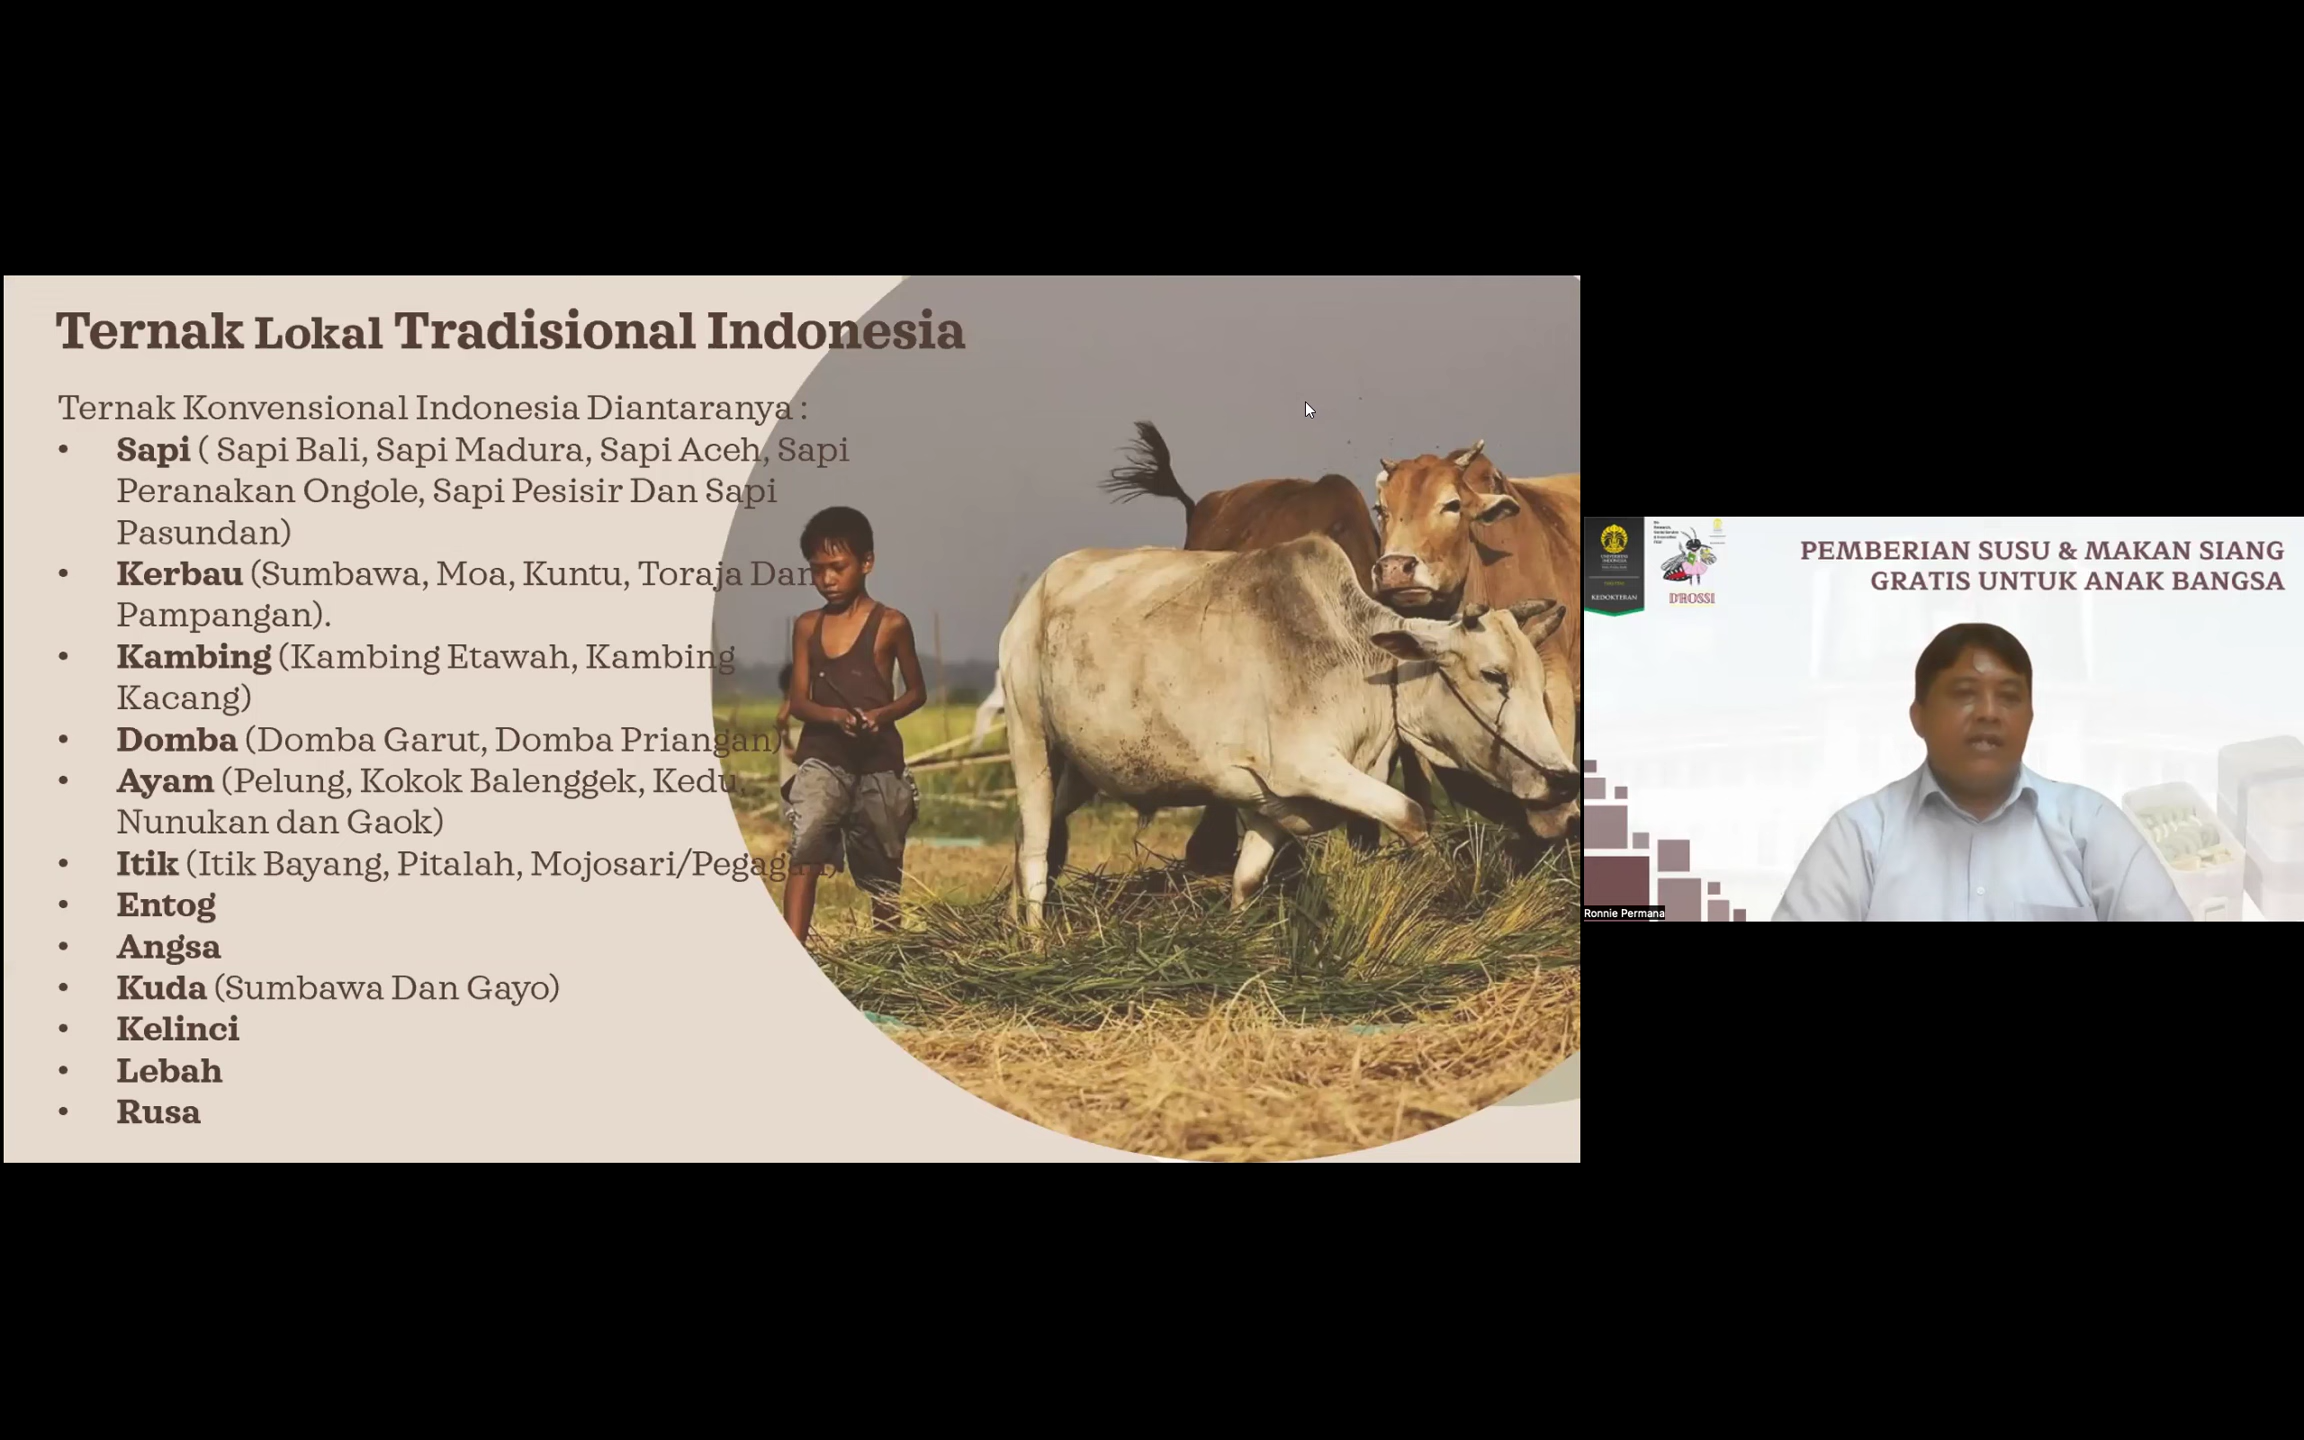 Ternak Lokal Tradisional Indonesia
Ternak Konvensional Indonesia Diantaranya :
• Sapi ( Sapi Bali, Sapi Madura, Sapi Aceh, Sapi
Peranakan Ongole, Sapi Pesisir Dan Sapi
Pasundan)
• Kerbau (Sumbawa, Moa, Kuntu, Toraja Dan
Pampangan).
• Kambing (Kambing Etawah, Kambing
Kacang)
• Domba (Domba Garut, Domba Priangan)
• Ayam (Pelung, Kokok Balenggek, Kedu,
Nunukan dan Gaok)
• Itik (Itik Bayang, Pitalah, Mojosari/Pegagan)
• Entog
• Angsa
• Kuda (Sumbawa Dan Gayo)
• Kelinci
• Lebah
• Rusa
PEMBERIAN SUSU & MAKAN SIANG
GRATIS UNTUK ANAK BANGSA
UNIVERSITAS
INDONESIA
KEDOKTERAN
D'ROSSI
Ronnie Permana